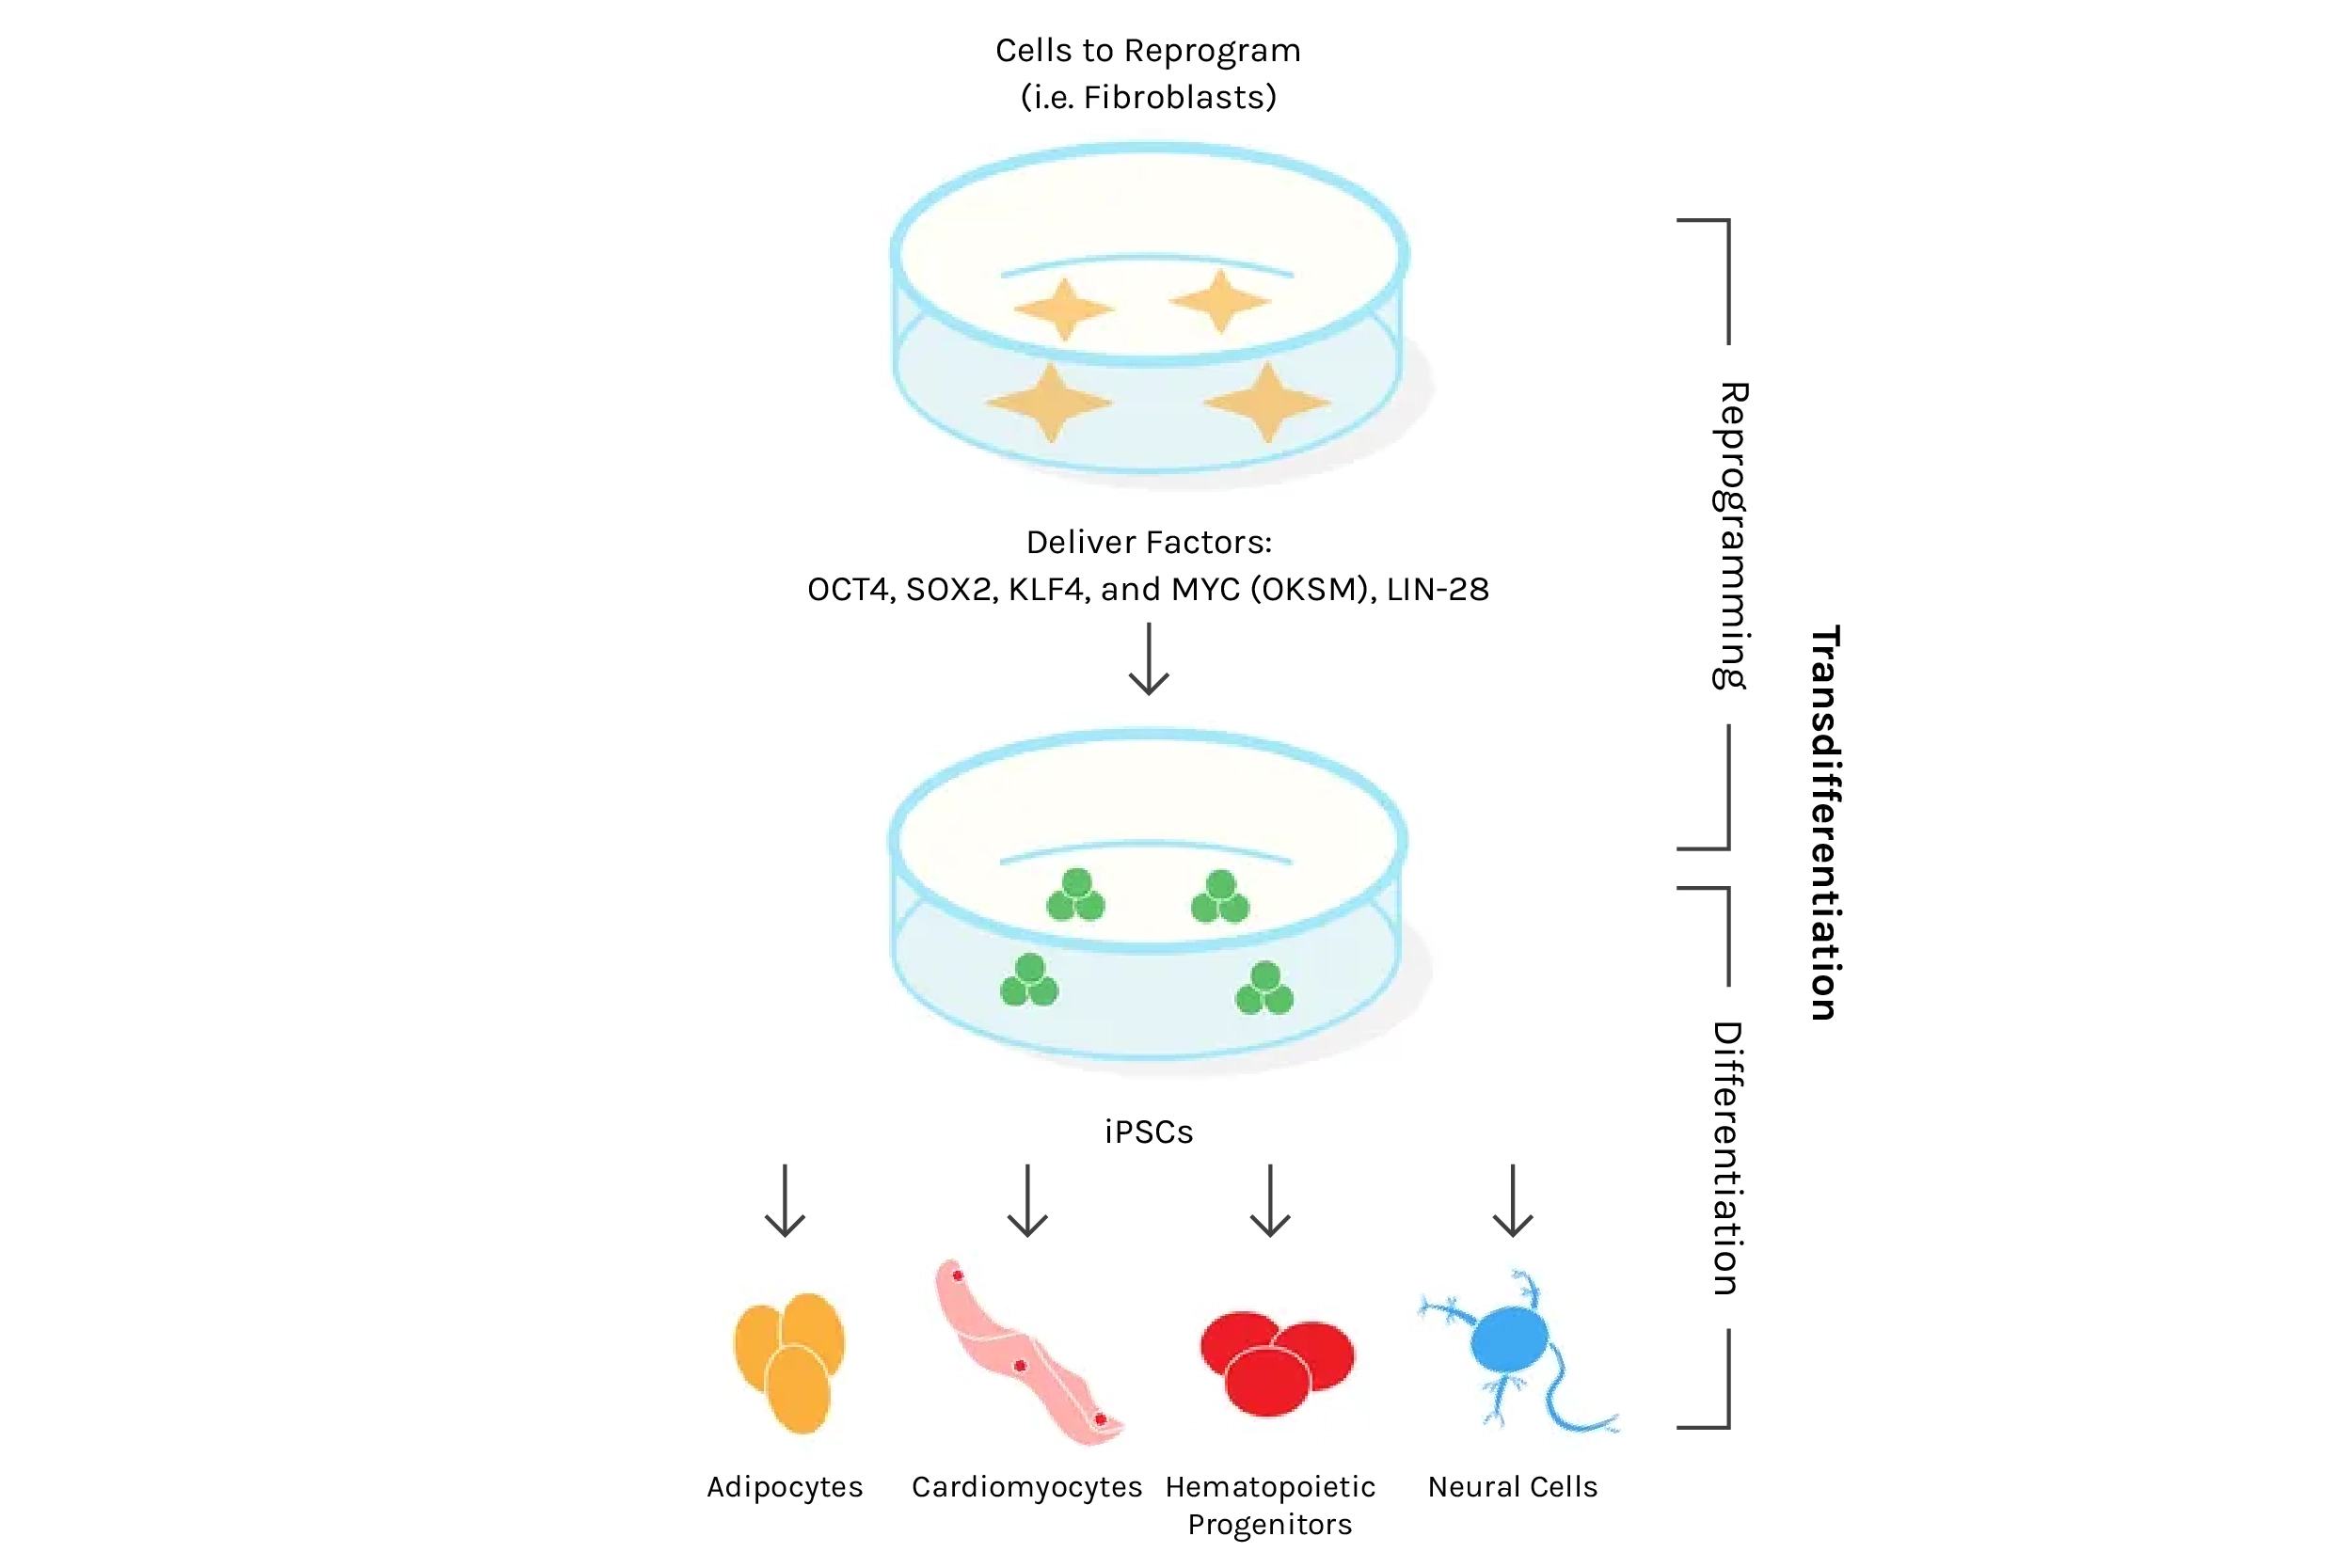 Cells to Reprogram
(i.e. Fibroblasts)
Deliver Factors:
OCT4, SOX2, KLF4, and MYC (OKSM), LIN-28
Reprogramming
Transdifferentiation
iPSCs
Differentiation
Adipocytes
Cardiomyocytes
Hematopoietic
Progenitors
Neural Cells